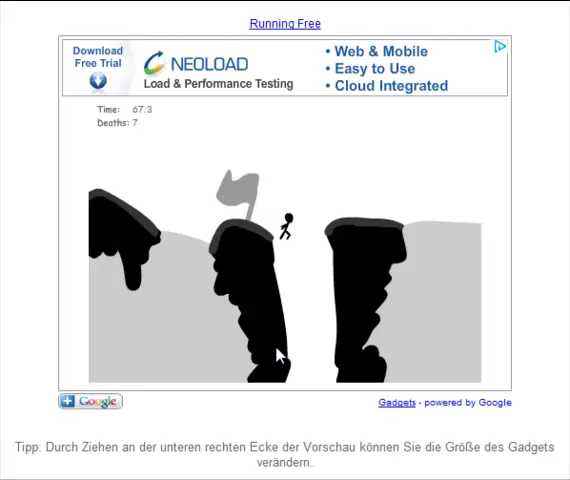 Running Free
Download
Free Trial
NEOLOAD
Load & Performance Testing
• Web & Mobile
• Easy to Use
• Cloud Integrated
Time: 67.3
Deaths: 7
Google
Gadgets - powered by Google
Tipp: Durch Ziehen an der unteren rechten Ecke der Vorschau können Sie die Größe des Gadgets
verändern.